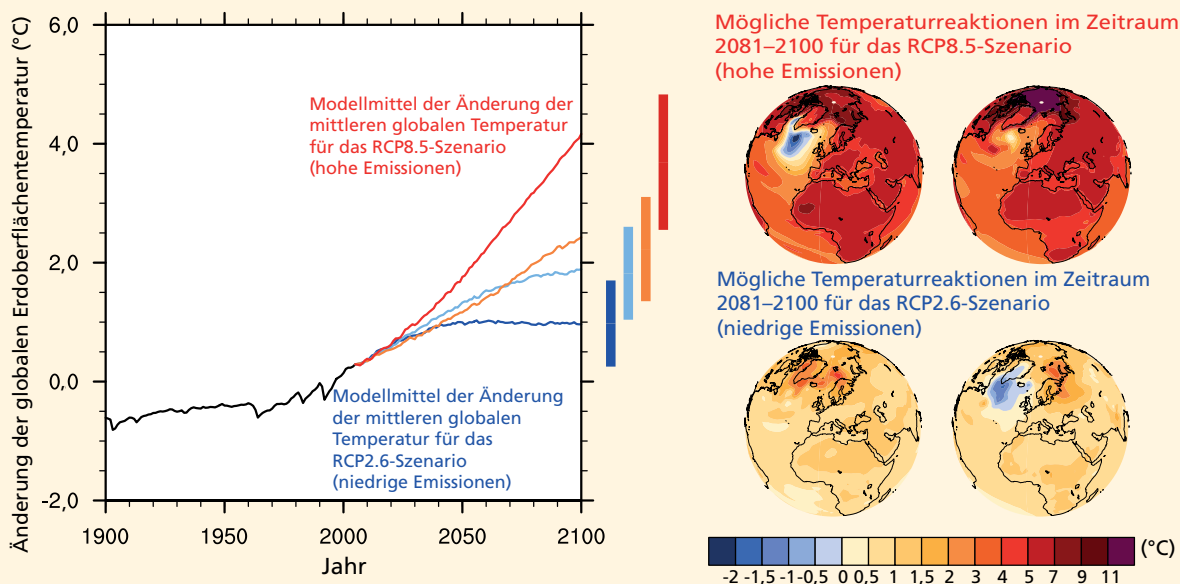 Änderung der globalen Erdoberflächentemperatur (°C)
6,0
4,0
2,0
0,0
-2,0
1900
1950
2000
2050
2100
Jahr
Modellmittel der Änderung der
mittleren globalen Temperatur
für das RCP8.5-Szenario
(hohe Emissionen)
Modellmittel der Änderung
der mittleren globalen
Temperatur für das
RCP2.6-Szenario
(niedrige Emissionen)
Mögliche Temperaturreaktionen im Zeitraum
2081–2100 für das RCP8.5-Szenario
(hohe Emissionen)
Mögliche Temperaturreaktionen im Zeitraum
2081–2100 für das RCP2.6-Szenario
(niedrige Emissionen)
(°C)
-2 -1,5 -1 -0,5 0 0,5 1 1,5 2 3 4 5 7 9 11